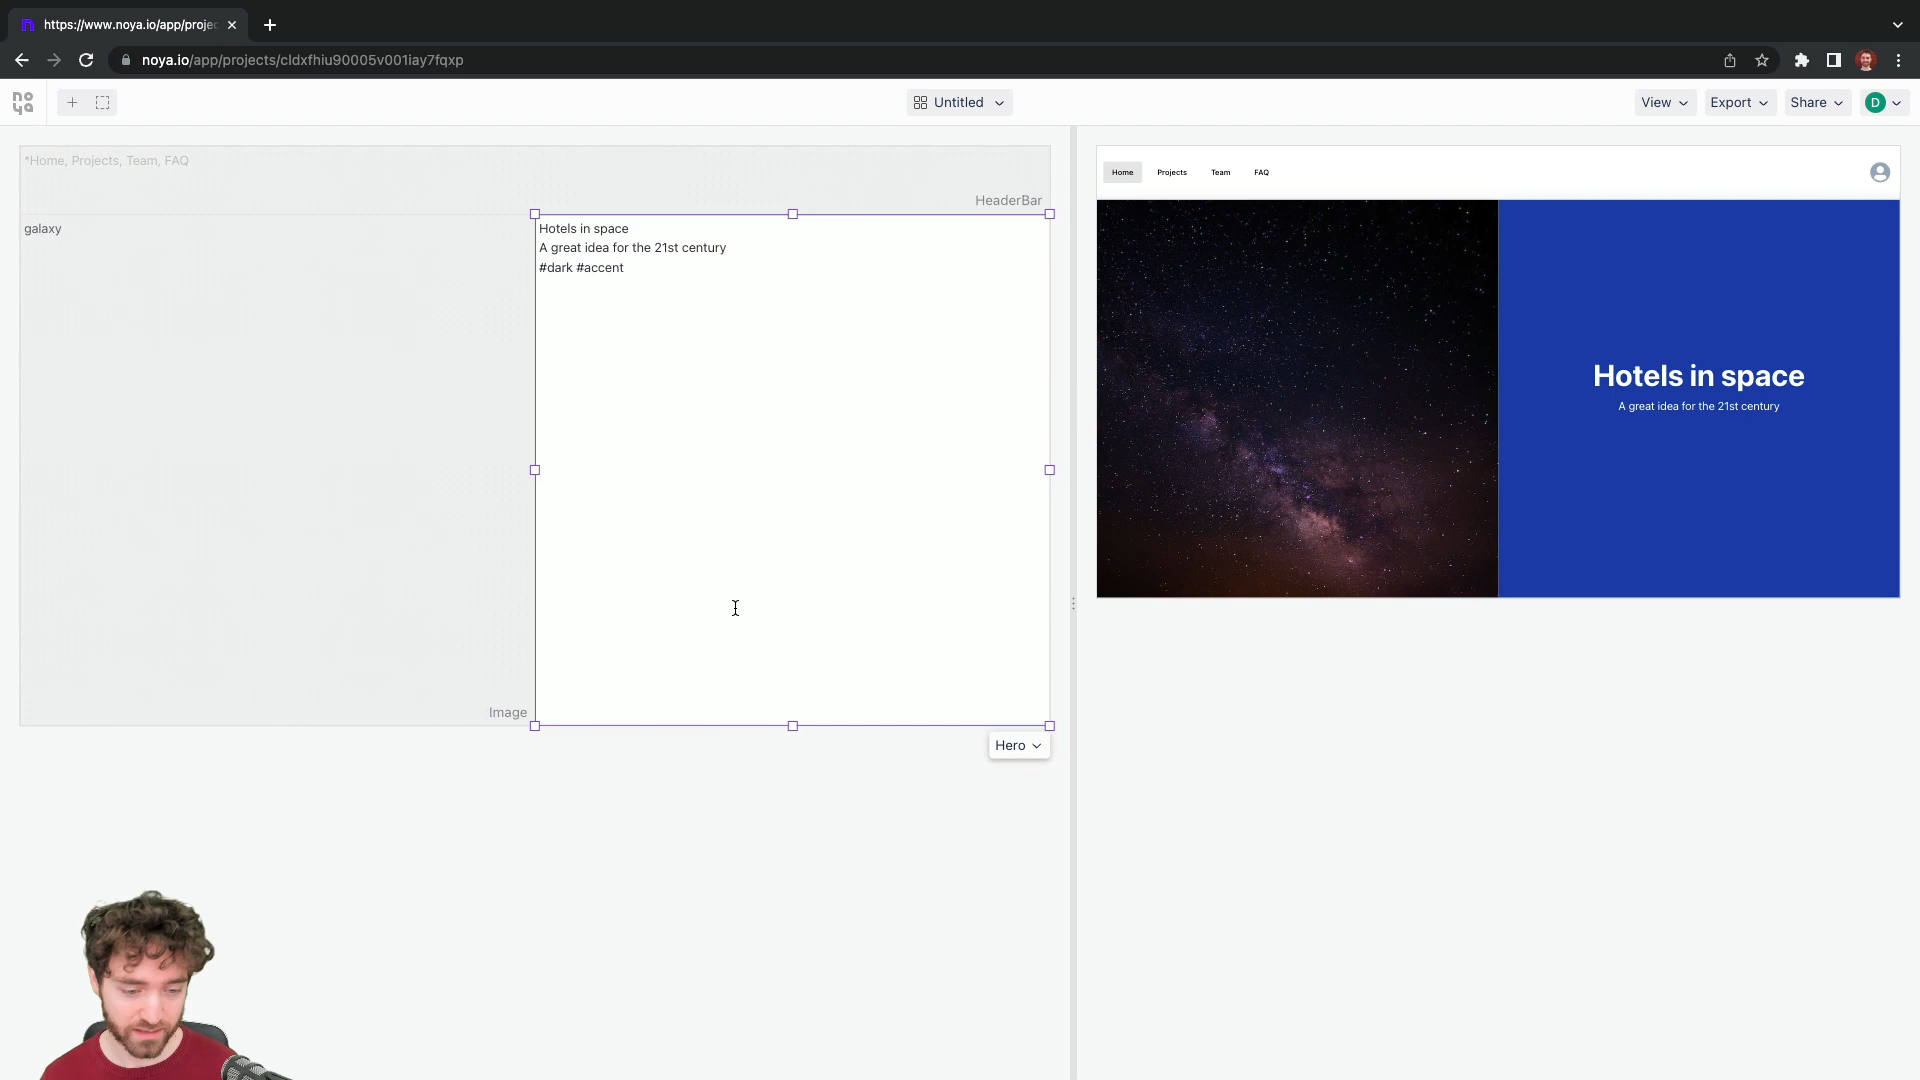 https://www.noya.io/app/projec
noya.io/app/projects/cldxfhiu90005v001iay7fqxp
noya
Untitled
View
Export
Share
D
*Home, Projects, Team, FAQ
HeaderBar
galaxy
Hotels in space
A great idea for the 21st century
#dark #accent
Image
Hero
Home
Projects
Team
FAQ
Hotels in space
A great idea for the 21st century